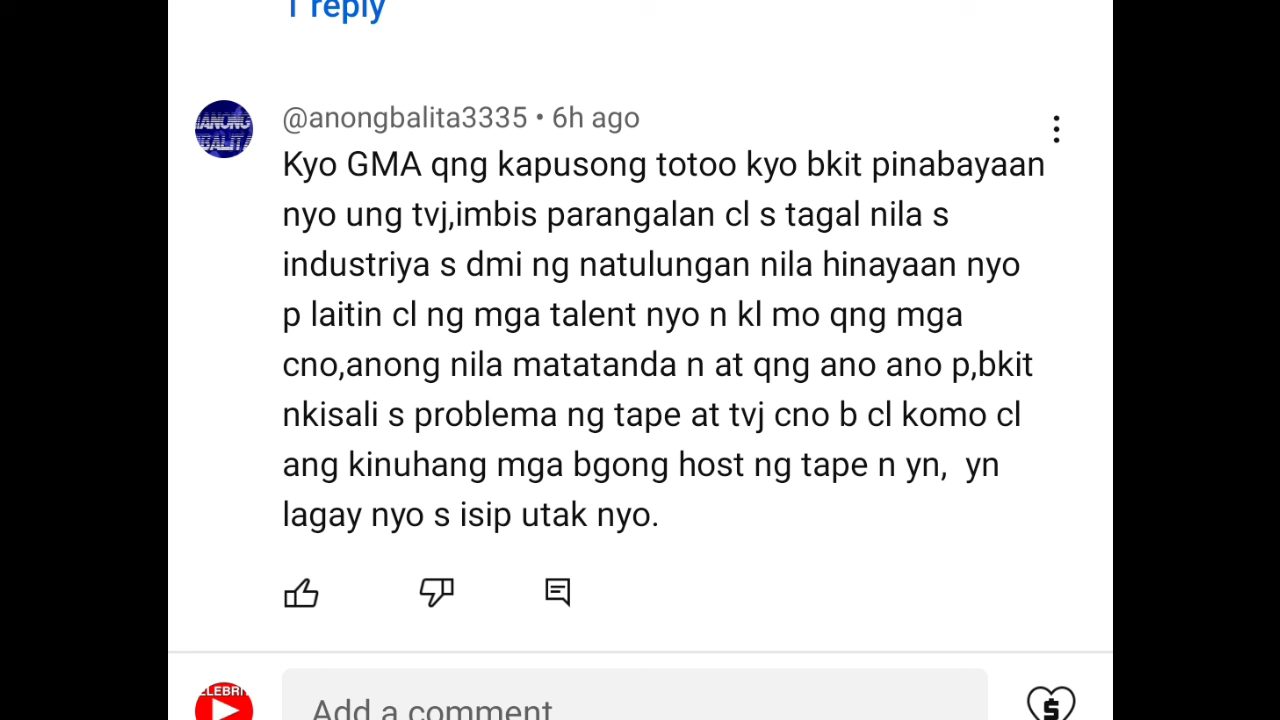 1 reply
ANONG
BALITA
@anongbalita3335 • 6h ago
Kyo GMA qng kapusong totoo kyo bkit pinabayaan
nyo ung tvj,imbis parangalan cl s tagal nila s
industriya s dmi ng natulungan nila hinayaan nyo
p laitin cl ng mga talent nyo n kl mo qng mga
cno,anong nila matatanda n at qng ano ano p,bkit
nkisali s problema ng tape at tvj cno b cl komo cl
ang kinuhang mga bgong host ng tape n yn,  yn
lagay nyo s isip utak nyo.
Add a comment